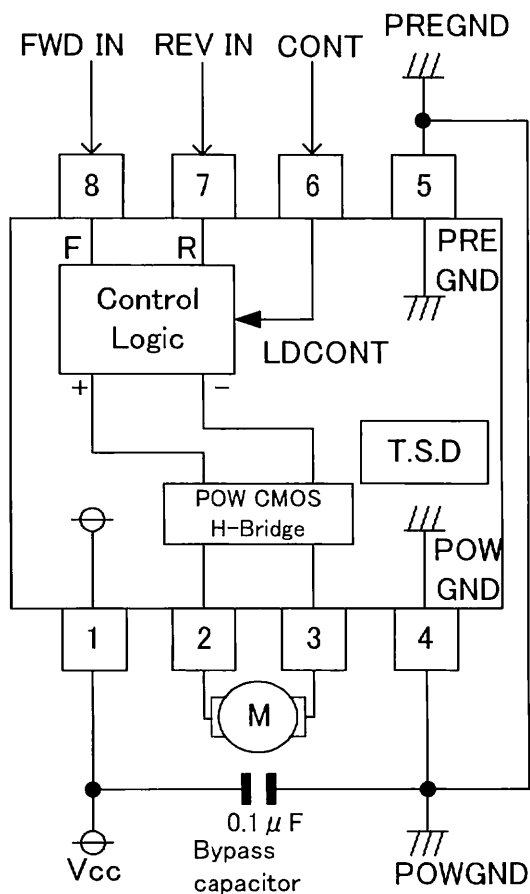 FWD IN REV IN CONT PREGND
8 7 6 5
F R PRE
GND
Control
Logic
LDCONT
+ -
T.S.D
POW CMOS
H-Bridge
POW
GND
1 2 3 4
M
0.1 μF
Vcc Bypass
capacitor POWGND